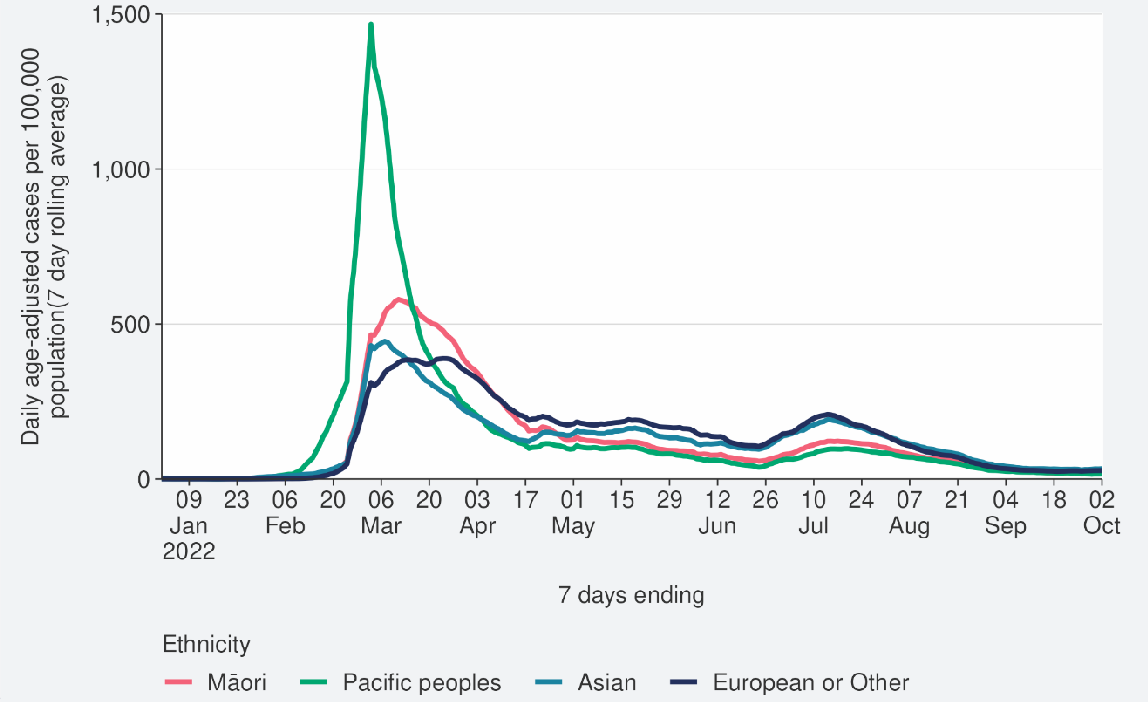 Daily age-adjusted cases per 100,000
population(7 day rolling average)
1,500
1,000
500
0
09 23 06 20 06 20 03 17 01 15 29 12 26 10 24 07 21 04 18 02
Jan Feb Mar Apr May Jun Jul Aug Sep Oct
2022
7 days ending
Ethnicity
Māori Pacific peoples Asian European or Other